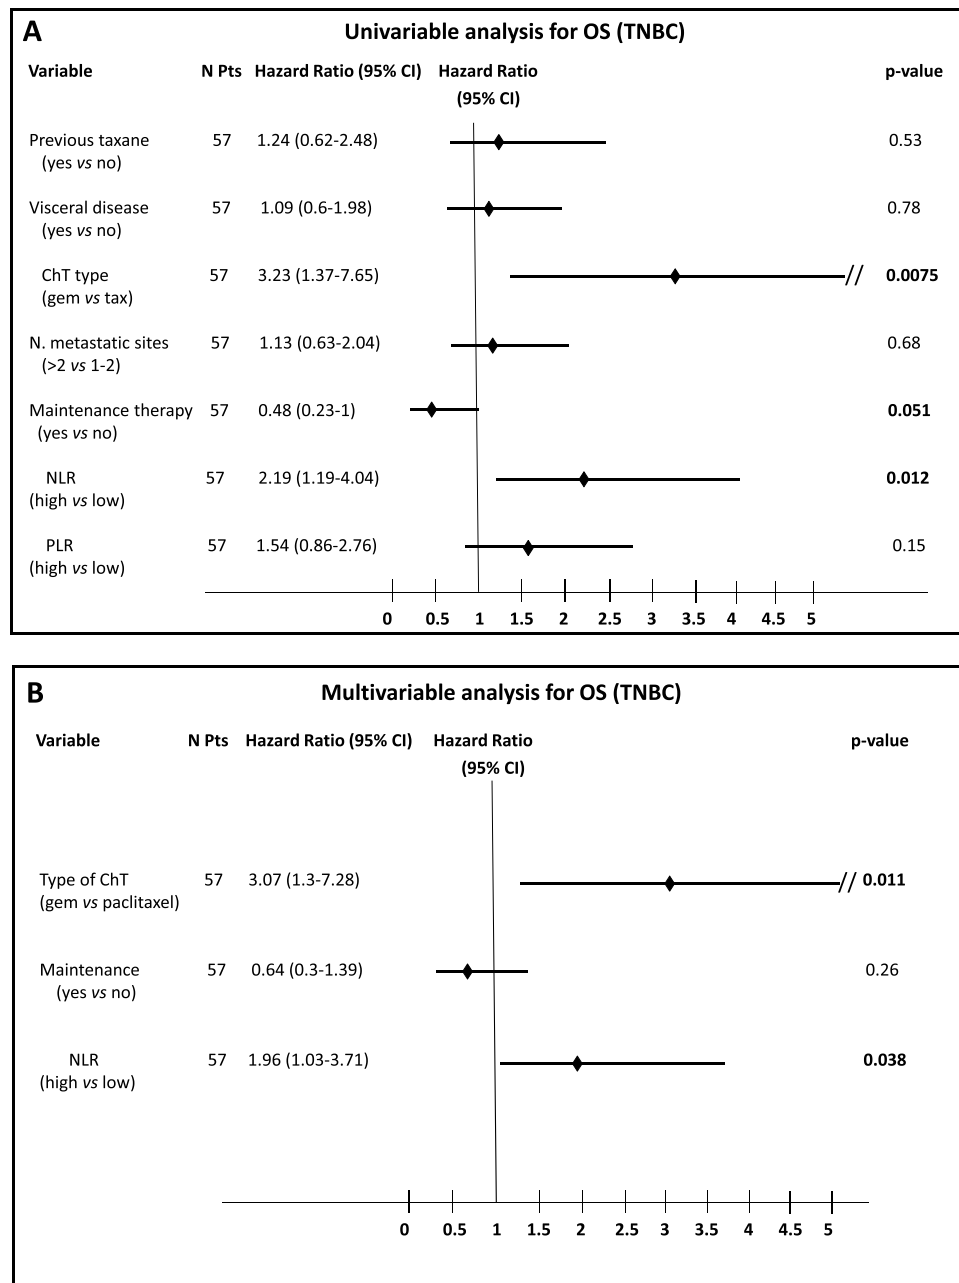 A
Univariable analysis for OS (TNBC)
Variable N Pts Hazard Ratio (95% CI) Hazard Ratio (95% CI) p-value
Previous taxane 57 1.24 (0.62-2.48) 0.53
(yes vs no)
Visceral disease 57 1.09 (0.6-1.98) 0.78
(yes vs no)
ChT type 57 3.23 (1.37-7.65) // 0.0075
(gem vs tax)
N. metastatic sites 57 1.13 (0.63-2.04) 0.68
(>2 vs 1-2)
Maintenance therapy 57 0.48 (0.23-1) 0.051
(yes vs no)
NLR 57 2.19 (1.19-4.04) 0.012
(high vs low)
PLR 57 1.54 (0.86-2.76) 0.15
(high vs low)
0 0.5 1 1.5 2 2.5 3 3.5 4 4.5 5
B
Multivariable analysis for OS (TNBC)
Variable N Pts Hazard Ratio (95% CI) Hazard Ratio (95% CI) p-value
Type of ChT 57 3.07 (1.3-7.28) // 0.011
(gem vs paclitaxel)
Maintenance 57 0.64 (0.3-1.39) 0.26
(yes vs no)
NLR 57 1.96 (1.03-3.71) 0.038
(high vs low)
0 0.5 1 1.5 2 2.5 3 3.5 4 4.5 5